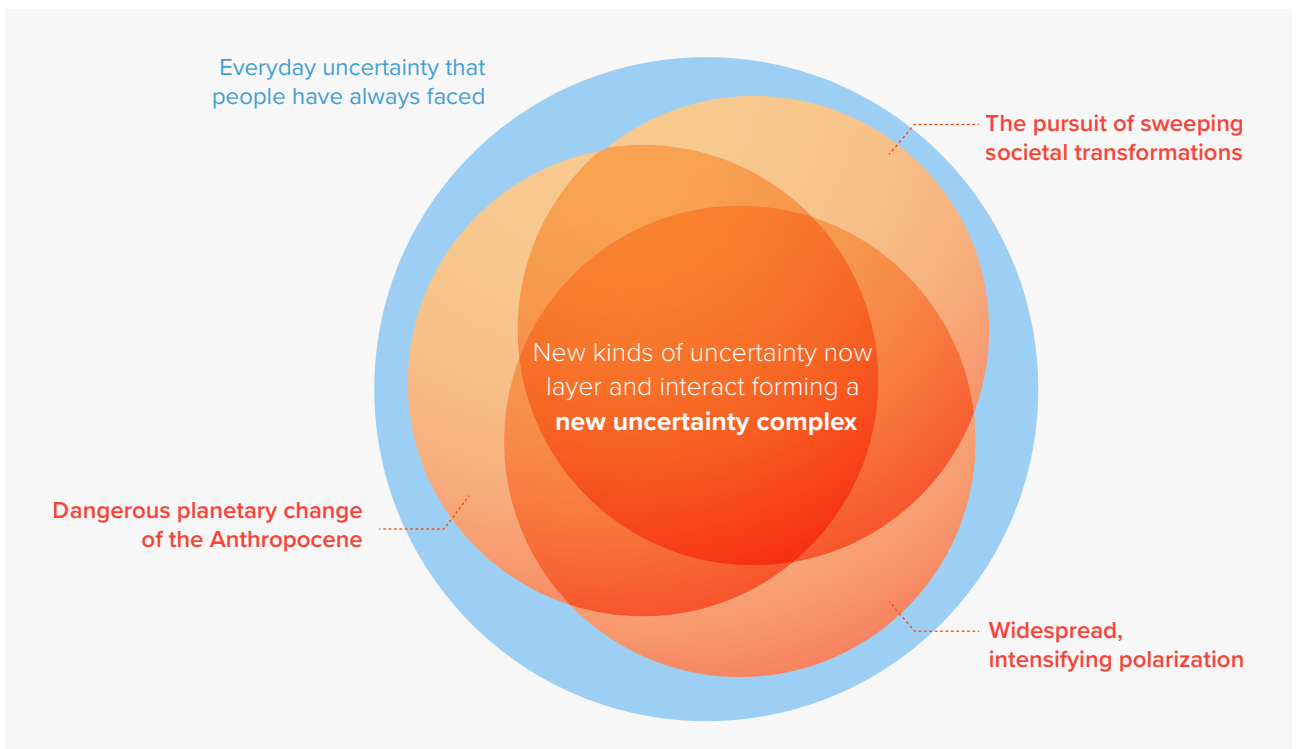 Everyday uncertainty that
people have always faced
The pursuit of sweeping
societal transformations
New kinds of uncertainty now
layer and interact forming a
new uncertainty complex
Dangerous planetary change
of the Anthropocene
Widespread,
intensifying polarization